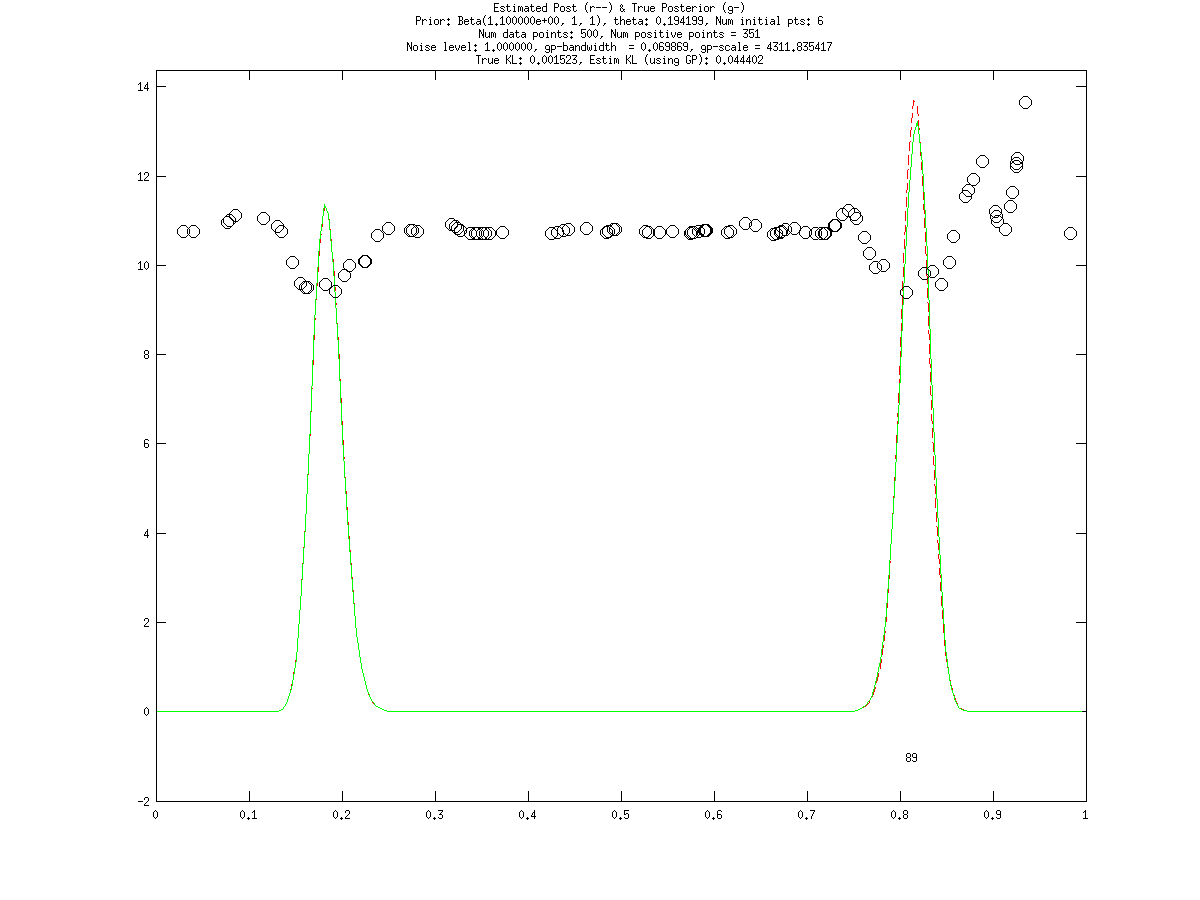 Estimated Post (r--) & True Posterior (g-)
Prior: Beta(1.100000e+00, 1, 1), theta: 0.194199, Num initial pts: 6
Num data points: 500, Num positive points = 351
Noise level: 1.000000, gp-bandwidth  = 0.069869, gp-scale = 4311.835417
True KL: 0.001523, Estim KL (using GP): 0.044402
14
12
10
8
6
4
2
0
89
-2
0 0.1 0.2 0.3 0.4 0.5 0.6 0.7 0.8 0.9 1